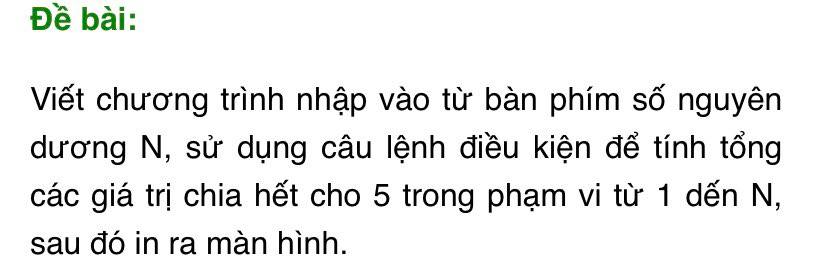 Đề bài:
Viết chương trình nhập vào từ bàn phím số nguyên
dương N, sử dụng câu lệnh điều kiện để tính tổng
các giá trị chia hết cho 5 trong phạm vi từ 1 dến N,
sau đó in ra màn hình.